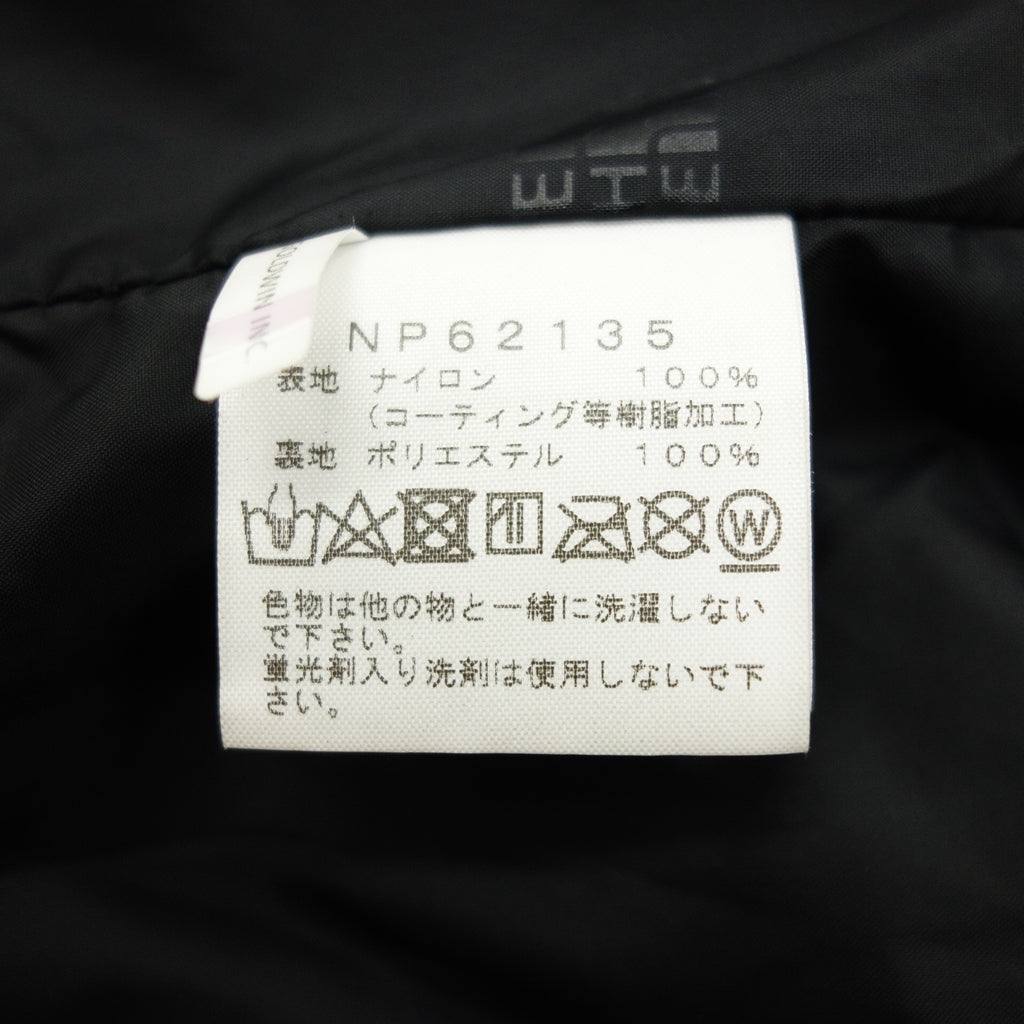 OLDWIN INC
NP62135
表地 ナイロン 100%
(コーティング等樹脂加工)
裏地 ポリエステル 100%
W
色物は他の物と一緒に洗濯しない
で下さい。
蛍光剤入り洗剤は使用しないで下
さい。